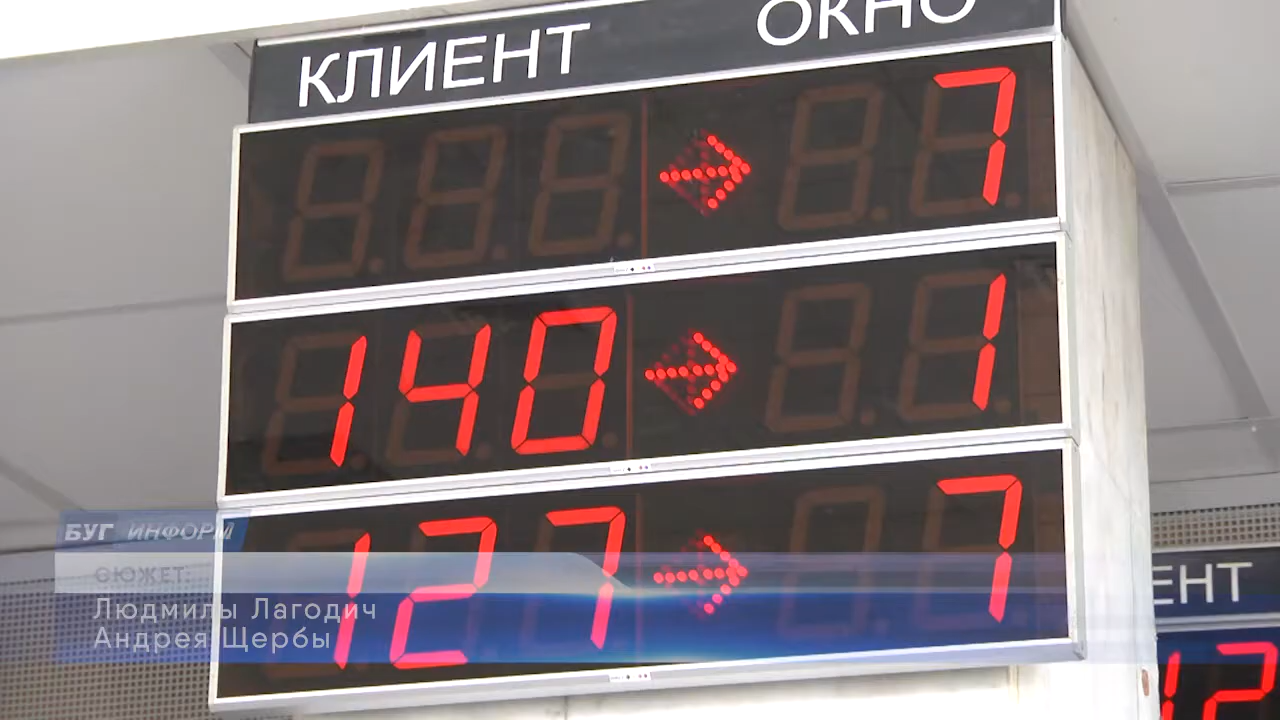 КЛИЕНТ ОКНО
7
140 1
127 7
БУГ ИНФОРМ
СЮЖЕТ:
Людмилы Лагодич
Андрея Щербы
ЕНТ
12